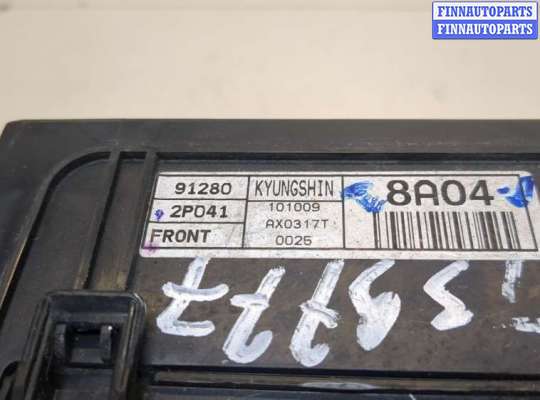 FINNAUTOPARTS
FINNAUTOPARTS
91280
2P041
FRONT
KYUNGSHIN
101009
AX0317T
0025
8A04